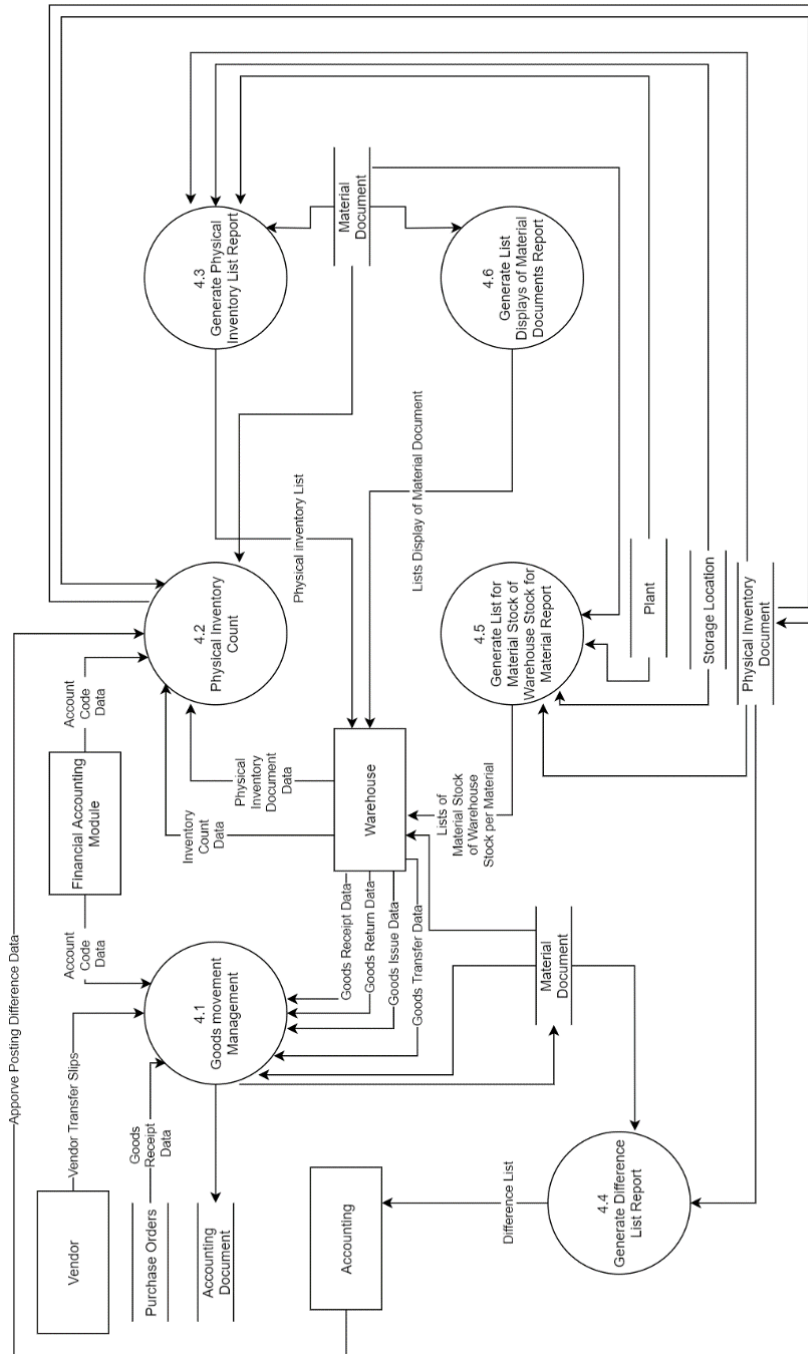 Apporve Posting Difference Data
Vendor
Vendor Transfer Slips
Purchase Orders
Goods
Receipt
Data
Accounting
Document
Financial Accounting
Module
Account
Code
Data
Account
Code
Data
4.1
Goods movement
Management
4.2
Physical Inventory
Count
4.3
Generate Physical
Inventory List Report
Inventory
Count
Data
Physical
Inventory
Document
Data
Physical inventory List
Goods Receipt Data
Goods Return Data
Goods Issue Data
Goods Transfer Data
Warehouse
Material
Document
Lists Display of Material Document
Accounting
Difference List
Material
Document
Lists of
Material Stock
of Warehouse
Stock per Material
4.4
Generate Difference
List Report
4.5
Generate List for
Material Stock of
Warehouse Stock for
Material Report
4.6
Generate List
Displays of Material
Documents Report
Plant
Storage Location
Physical Inventory
Document